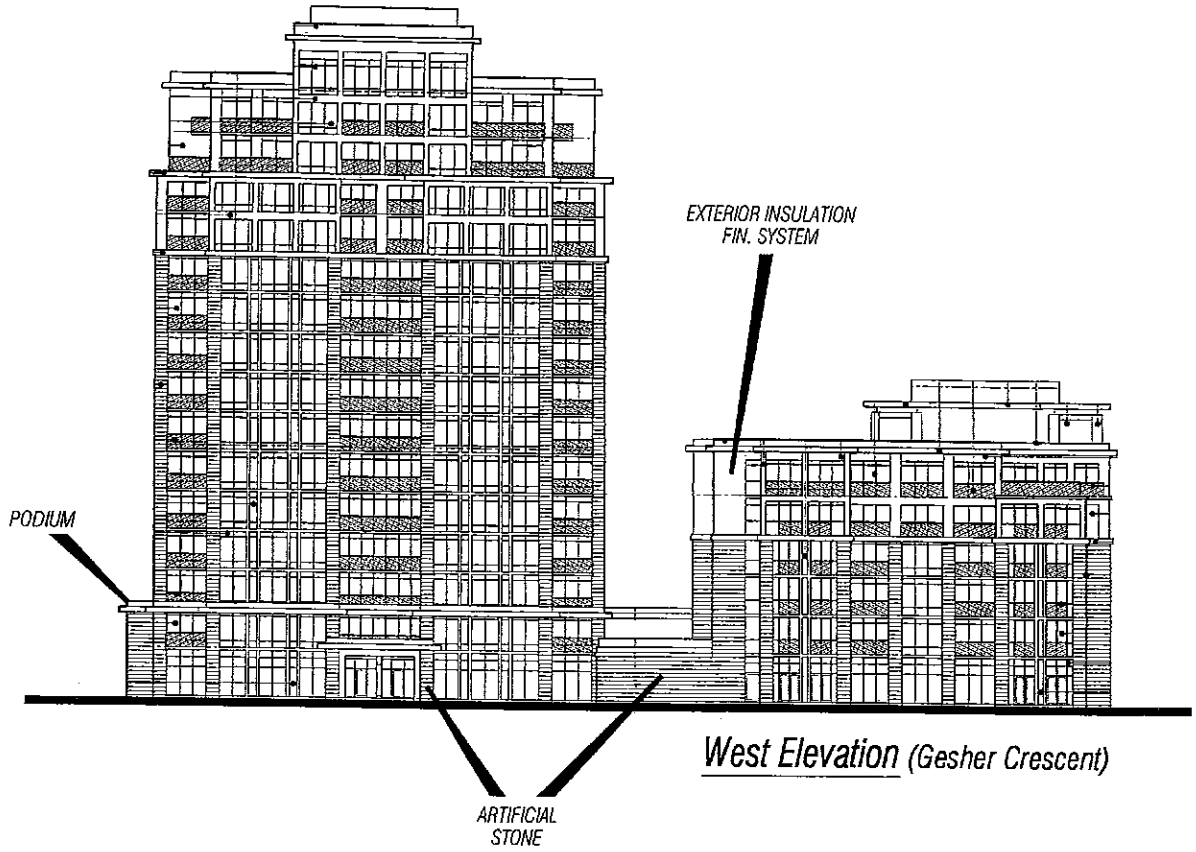 EXTERIOR INSULATION
FIN. SYSTEM
PODIUM
West Elevation (Gesher Crescent)
ARTIFICIAL
STONE